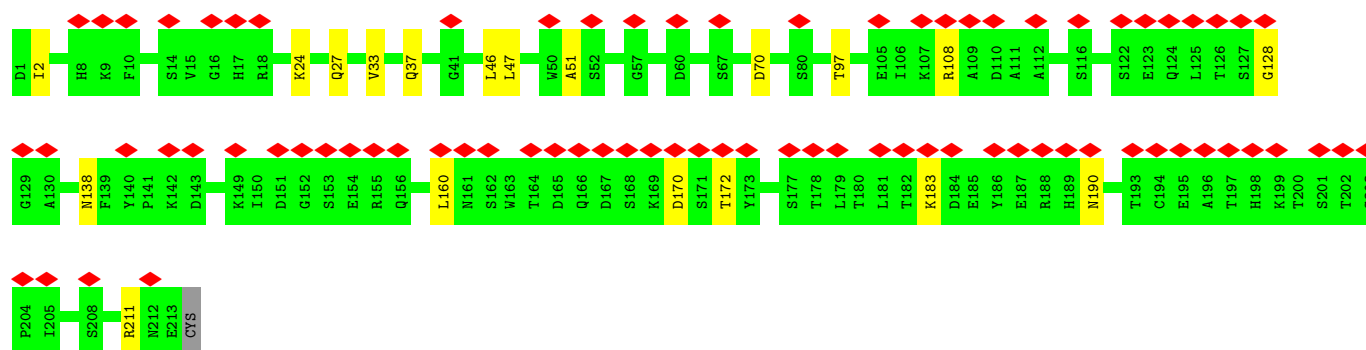 D1 I2 H8 K9 F10 S14 V15 G16 H17 R18 K24 Q27 V33 Q37 G41 L46 L47 W50 A51 S52 G57 D60 S67 D70 S80 T97 E105 I106 K107 R108 A109 D110 A111 A112 S116 S122 E123 Q124 L125 T126 S127 G128
G129 A130 N138 F139 Y140 P141 K142 D143 K149 I150 D151 G152 S153 E154 R155 Q156 L160 N161 S162 W163 T164 D165 Q166 D167 S168 K169 D170 S171 T172 Y173 S177 T178 L179 T180 L181 T182 K183 D184 E185 Y186 E187 R188 H189 N190 T193 C194 E195 A196 T197 H198 K199 T200 S201 T202
P204 I205 S208 R211 N212 E213 CYS